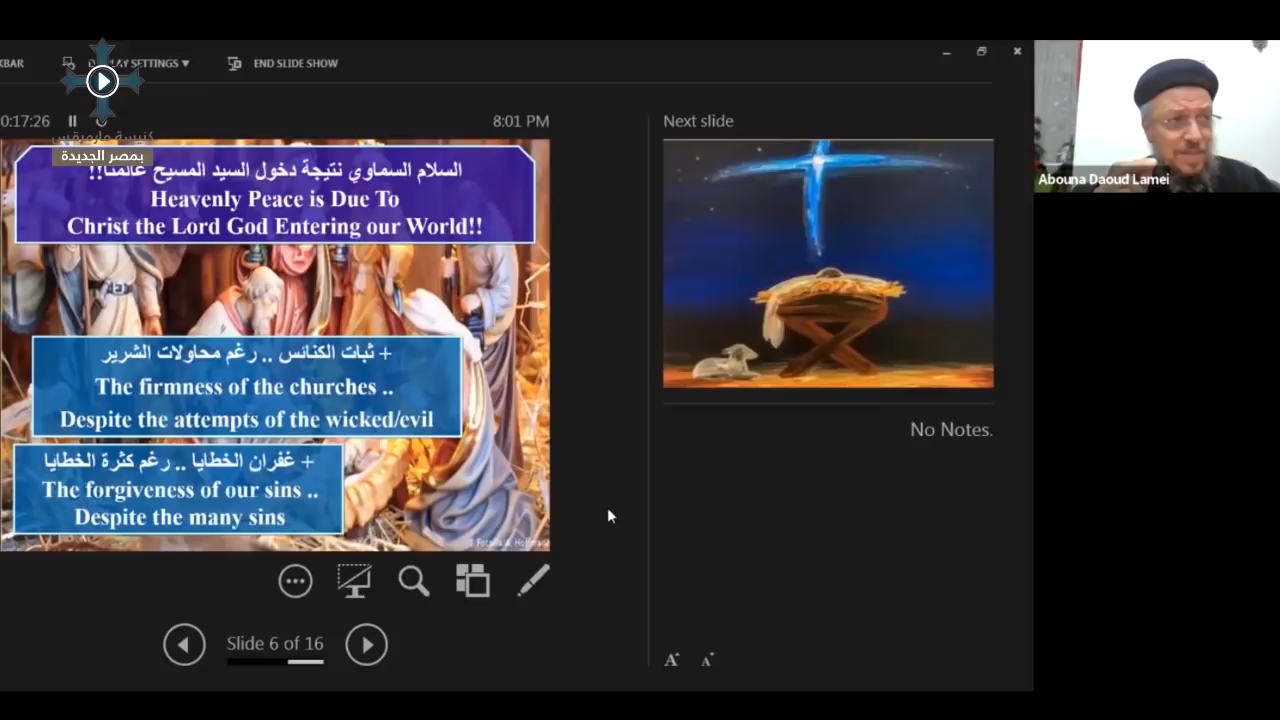 KBAR
DISPLAY SETTINGS ▼
END SLIDE SHOW
كنيسة مارمرقس
بمصر الجديدة
0:17:26
8:01 PM
Next slide
السلام السماوي نتيجة دخول السيد المسيح عالمنا!!
Heavenly Peace is Due To
Christ the Lord God Entering our World!!
+ ثبات الكنائس .. رغم محاولات الشرير
The firmness of the churches ..
Despite the attempts of the wicked/evil
+ غفران الخطايا .. رغم كثرة الخطايا
The forgiveness of our sins ..
Despite the many sins
No Notes.
Slide 6 of 16
A A
Abouna Daoud Lamei